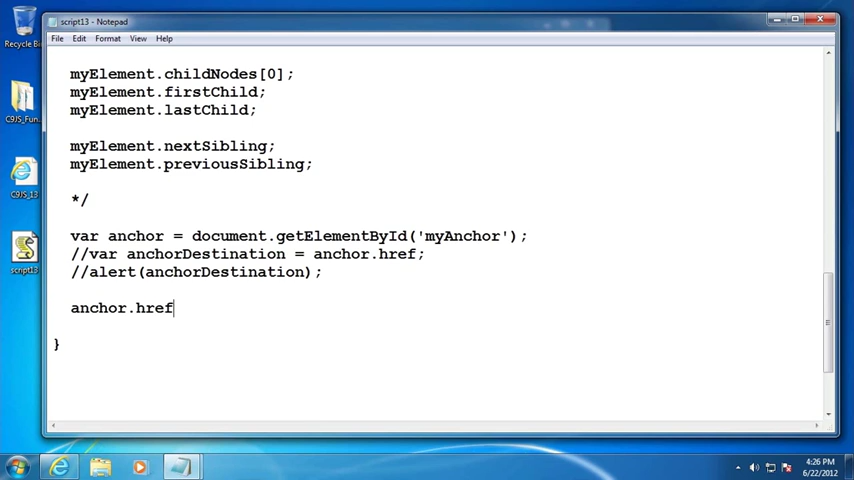 script13 - Notepad
File Edit Format View Help
Recycle Bi
C9JS_Fun...
C9JS_13
script13
myElement.childNodes[0];
myElement.firstChild;
myElement.lastChild;
myElement.nextSibling;
myElement.previousSibling;
*/
var anchor = document.getElementById('myAnchor');
//var anchorDestination = anchor.href;
//alert(anchorDestination);
anchor.href
}
4:26 PM
6/22/2012